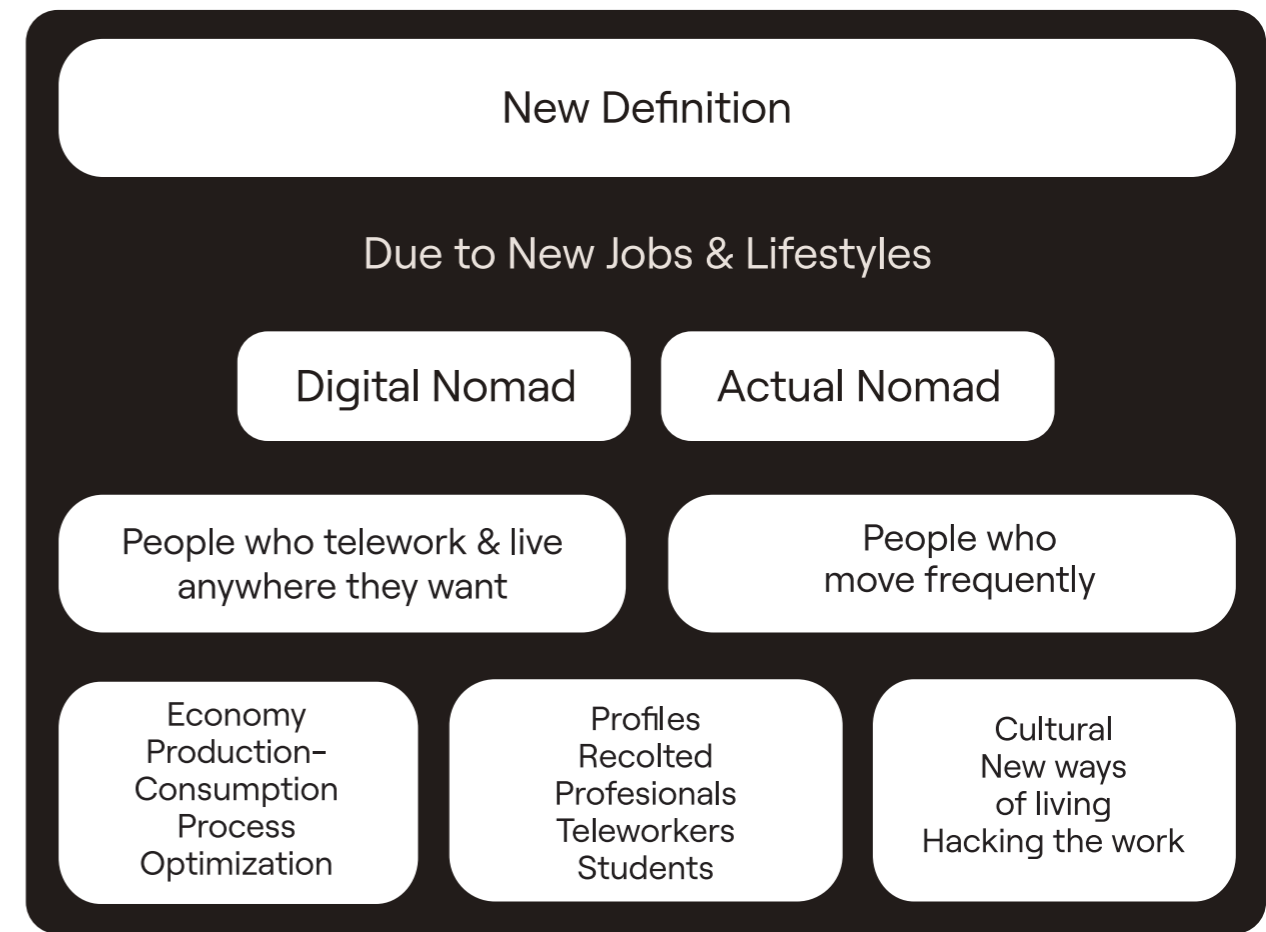 New Definition
Due to New Jobs & Lifestyles
Digital Nomad
Actual Nomad
People who telework & live
anywhere they want
People who
move frequently
Economy
Production-
Consumption
Process
Optimization
Profiles
Recolted
Profesionals
Teleworkers
Students
Cultural
New ways
of living
Hacking the work